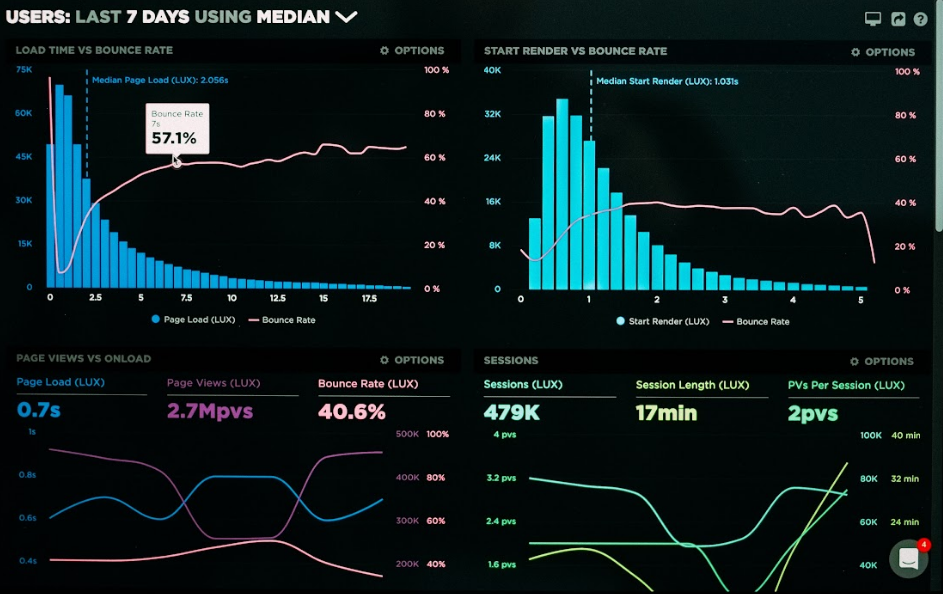 USERS: LAST 7 DAYS USING MEDIAN
LOAD TIME VS BOUNCE RATE
OPTIONS
75K
100 %
Median Page Load (LUX): 2.056s
60K
80 %
Bounce Rate
7s
57.1%
45K
60 %
30K
40 %
15K
20 %
0
0 %
0 2.5 5 7.5 10 12.5 15 17.5
Page Load (LUX) Bounce Rate
START RENDER VS BOUNCE RATE
OPTIONS
40K
100 %
Median Start Render (LUX): 1.031s
32K
80 %
24K
60 %
16K
40 %
8K
20 %
0
0 %
0 1 2 3 4 5
Start Render (LUX) Bounce Rate
PAGE VIEWS VS ONLOAD
OPTIONS
Page Load (LUX) Page Views (LUX) Bounce Rate (LUX)
0.7s 2.7Mpvs 40.6%
1s 500K 100%
0.8s 400K 80%
0.6s 300K 60%
0.4s 200K 40%
SESSIONS
OPTIONS
Sessions (LUX) Session Length (LUX) PVs Per Session (LUX)
479K 17min 2pvs
4 pvs 100K 40 min
3.2 pvs 80K 32 min
2.4 pvs 60K 24 min
1.6 pvs 40K
4